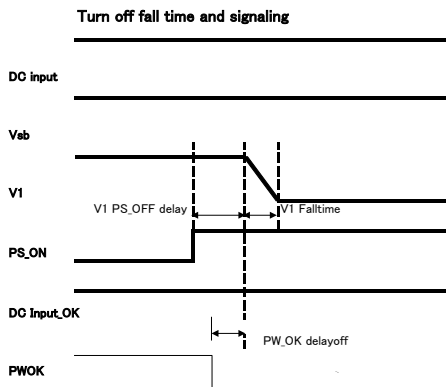 Turn off fall time and signaling
DC input
Vsb
V1
V1 PS_OFF delay
V1 Falltime
PS_ON
DC Input_OK
PW_OK delayoff
PWOK